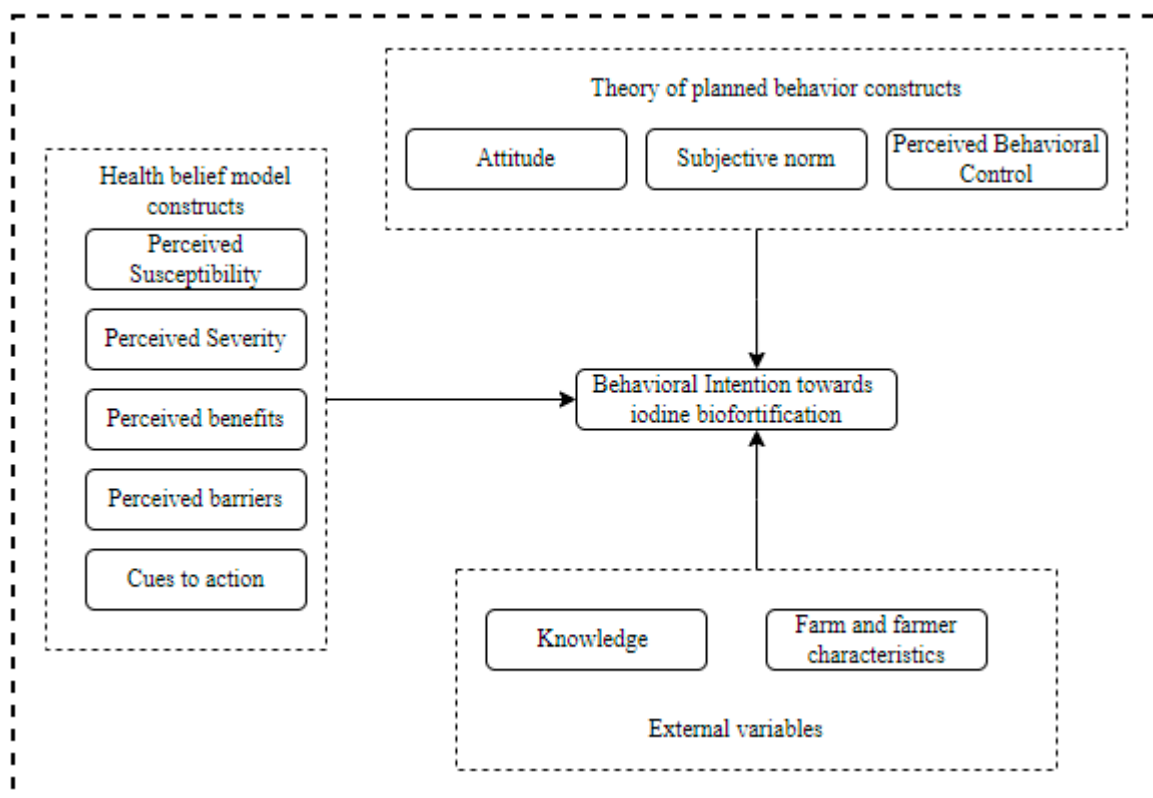 Theory of planned behavior constructs
Attitude
Subjective norm
Perceived Behavioral
Control
Health belief model
constructs
Perceived
Susceptibility
Perceived Severity
Perceived benefits
Perceived barriers
Cues to action
Behavioral Intention towards
iodine biofortification
Knowledge
Farm and farmer
characteristics
External variables